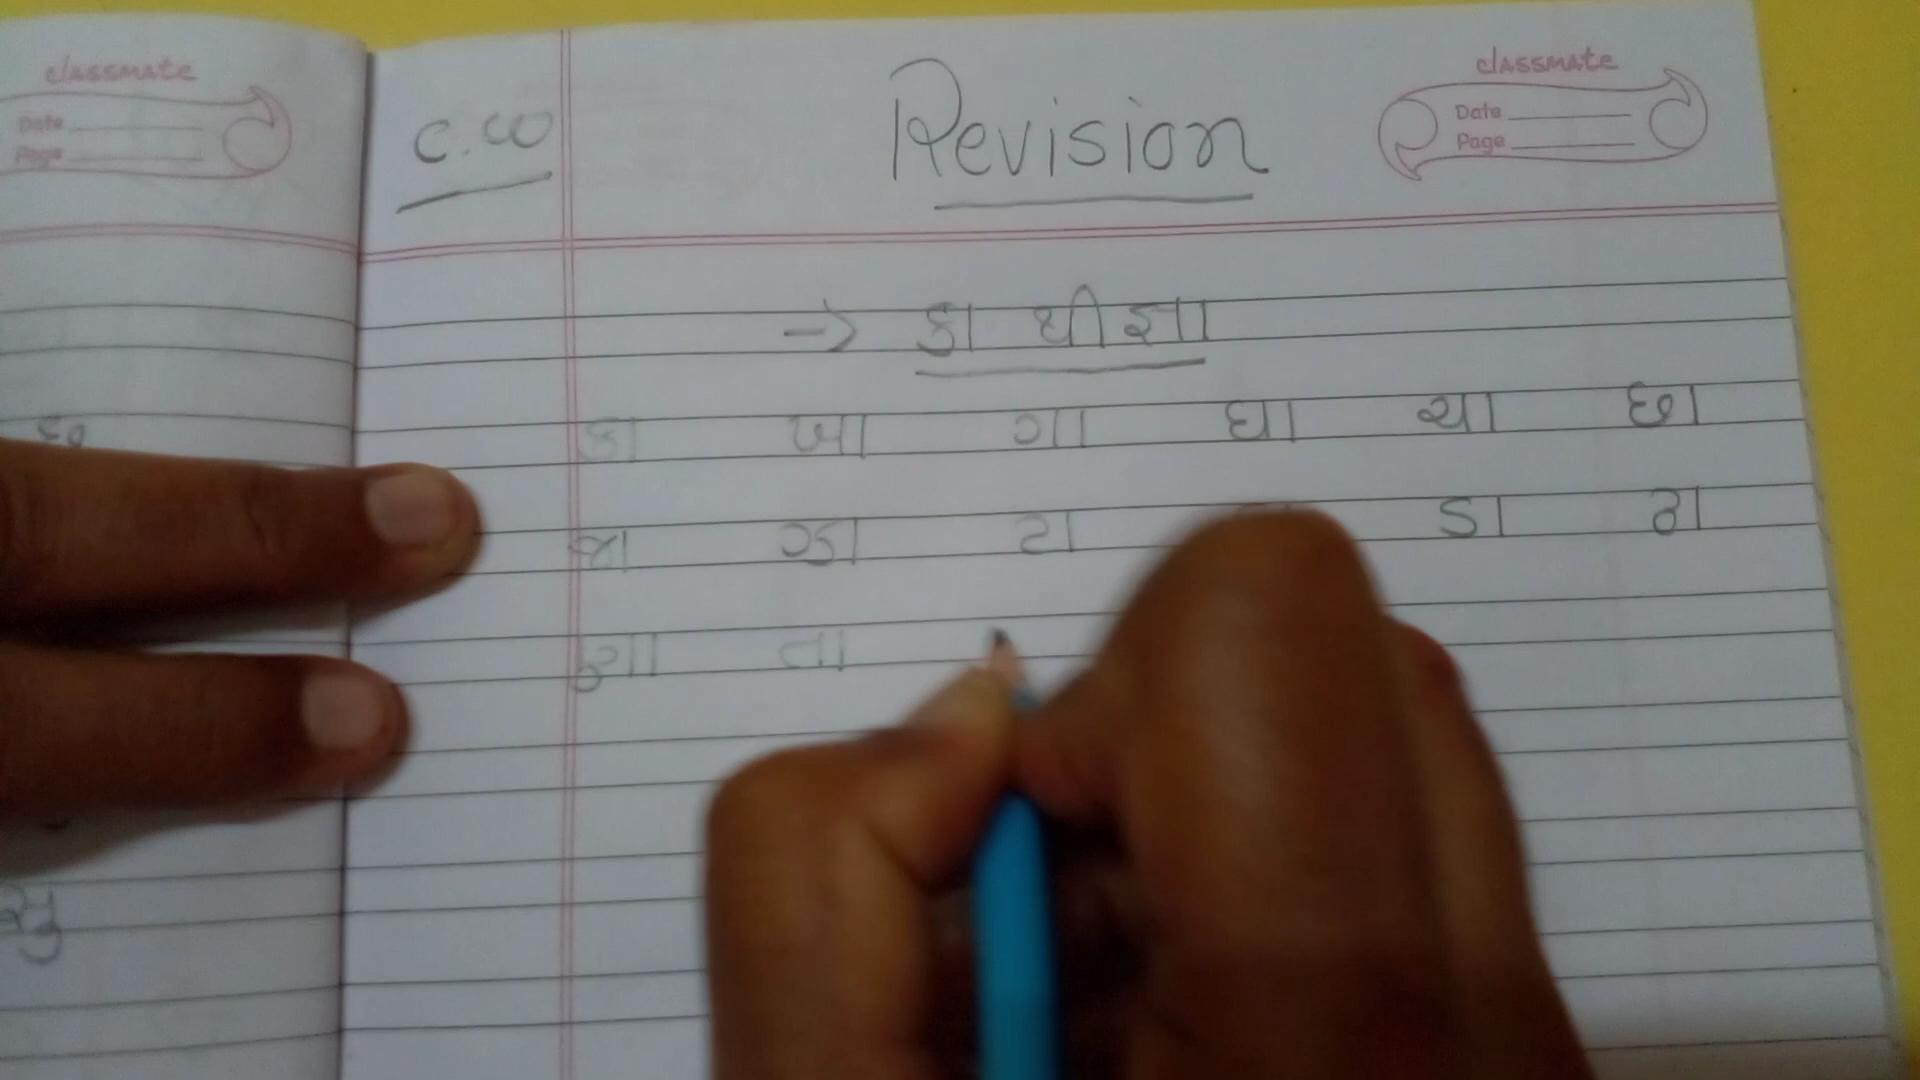 classmate
Date
Page
C.W
Revision
classmate
Date
Page
→ કા થી જ્ઞા
કા ખા ગા ઘા ચા છા
જા ઝા ટા ડા ઢા
ણા તા